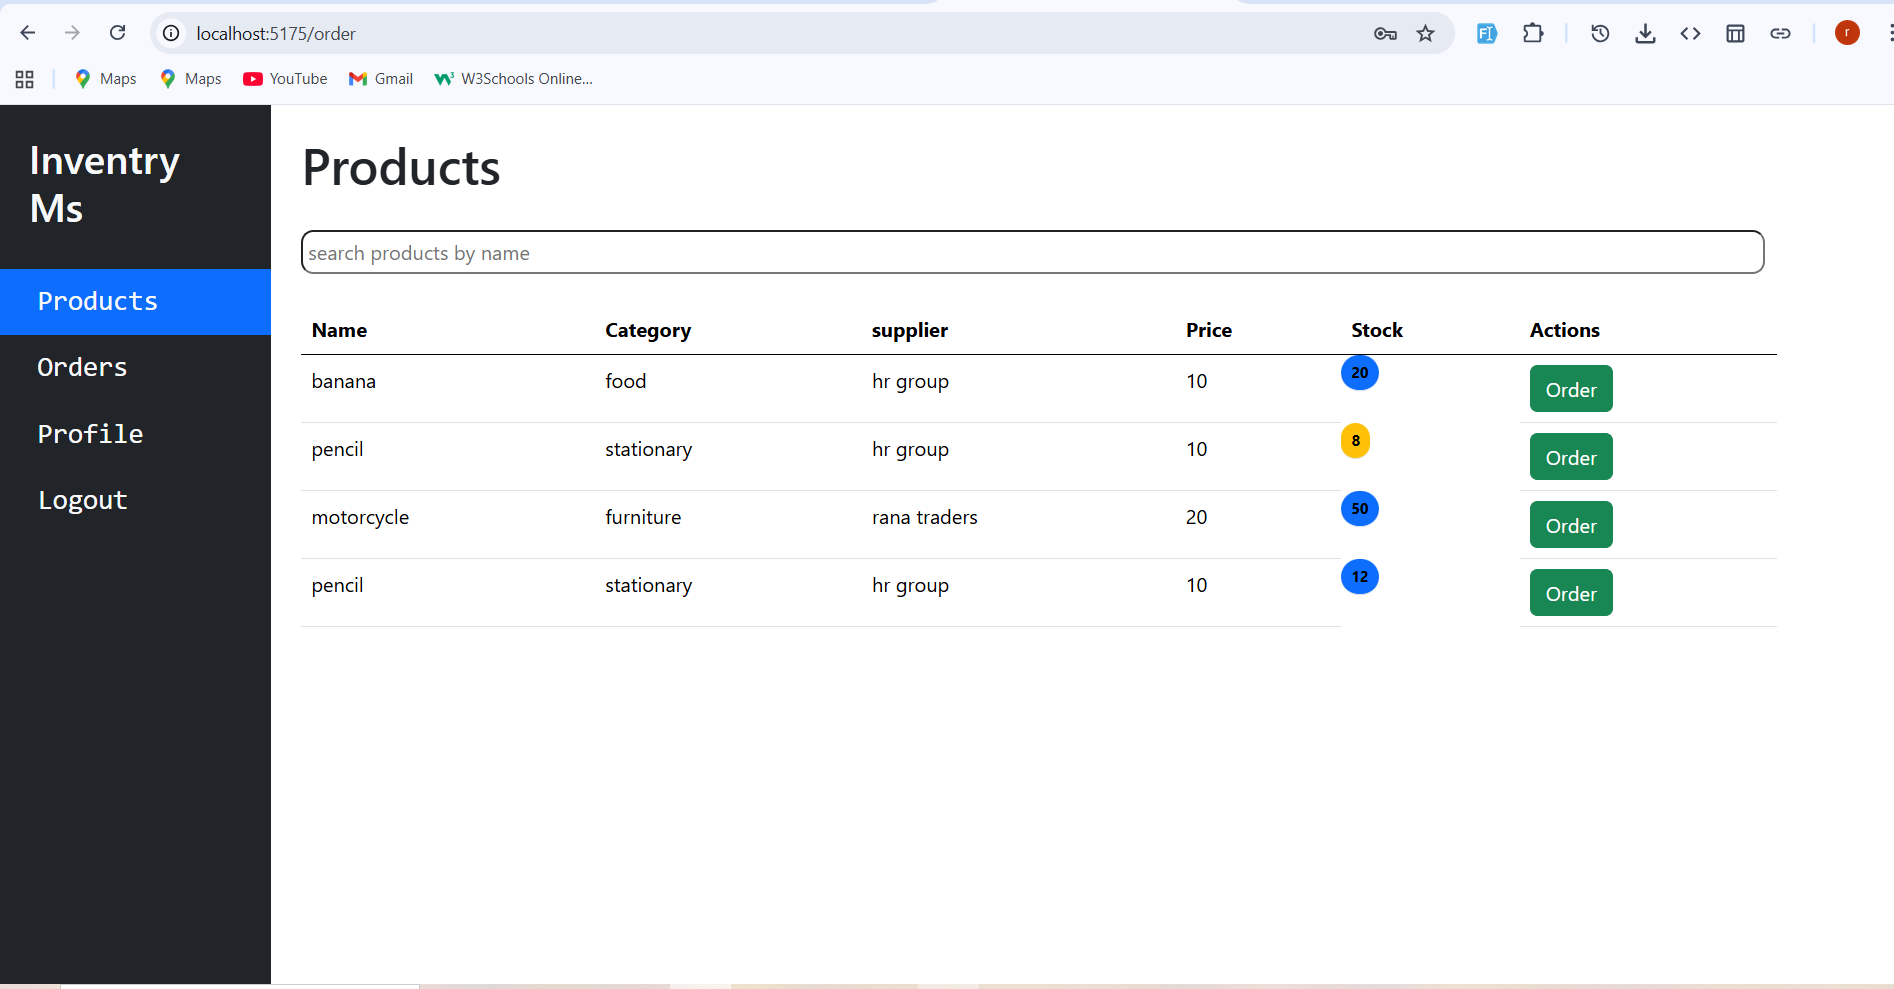 localhost:5175/order
r
Maps Maps YouTube Gmail W3Schools Online...
Inventry
Ms
Products
Orders
Profile
Logout
Products
search products by name
Name Category supplier Price Stock Actions
banana food hr group 10 20 Order
pencil stationary hr group 10 8 Order
motorcycle furniture rana traders 20 50 Order
pencil stationary hr group 10 12 Order